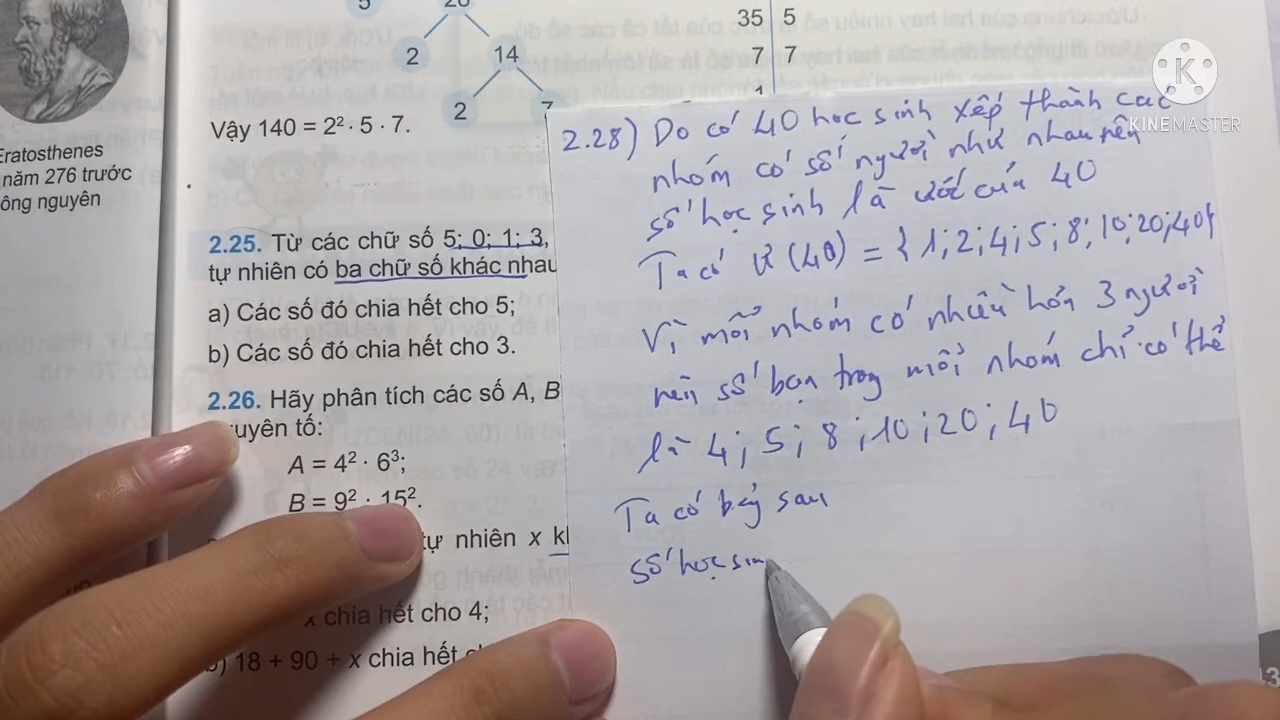 5 28 35 5
2 14 7 7
2 7 1
Vậy 140 = 2² · 5 · 7.
Eratosthenes
năm 276 trước
ông nguyên
2.25. Từ các chữ số 5; 0; 1; 3,
tự nhiên có ba chữ số khác nhau
a) Các số đó chia hết cho 5;
b) Các số đó chia hết cho 3.
2.26. Hãy phân tích các số A, B
uyên tố:
A = 4² · 6³;
B = 9² · 15².
tự nhiên x
x chia hết cho 4;
b) 18 + 90 + x chia hết
KINEMASTER
2.28) Do có 40 học sinh xếp thành các
nhóm có số người như nhau nên
số học sinh là ước của 40
Ta có Ư (40) = { 1; 2; 4; 5; 8; 10; 20; 40}
Vì mỗi nhóm có nhiều hơn 3 người
nên số bạn trong mỗi nhóm chỉ có thể
là 4; 5; 8; 10; 20; 40
Ta có bảng sau
số học sin